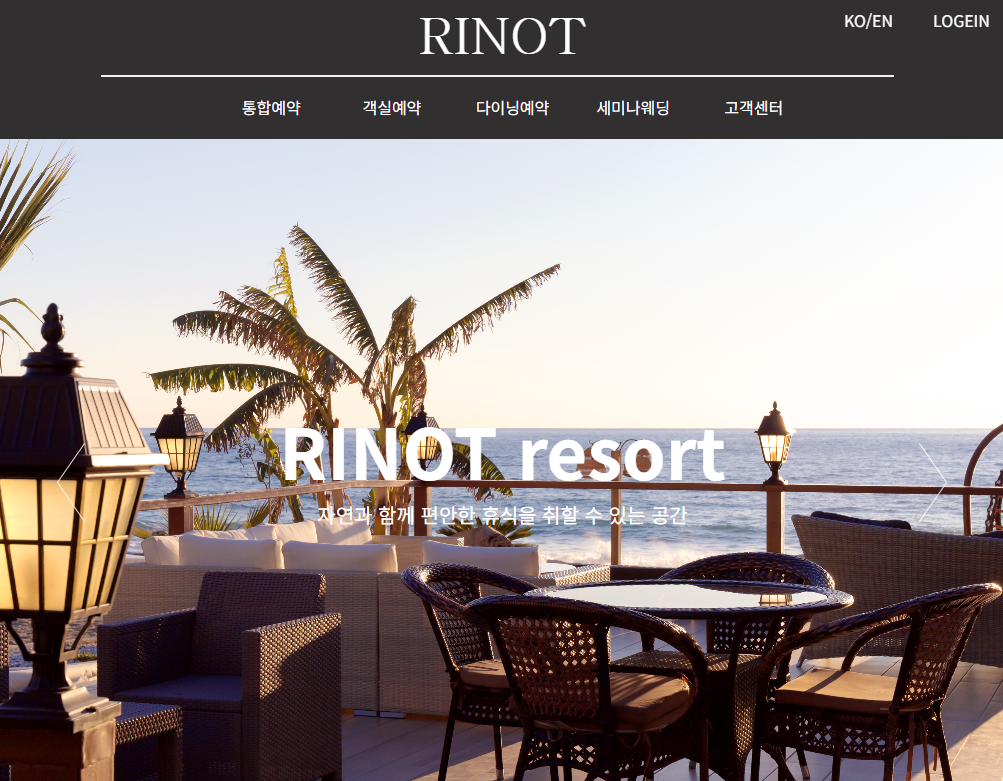 RINOT
KO/EN
LOGEIN
통합예약
객실예약
다이닝예약
세미나웨딩
고객센터
RINOT resort
자연과 함께 편안한 휴식을 취할 수 있는 공간